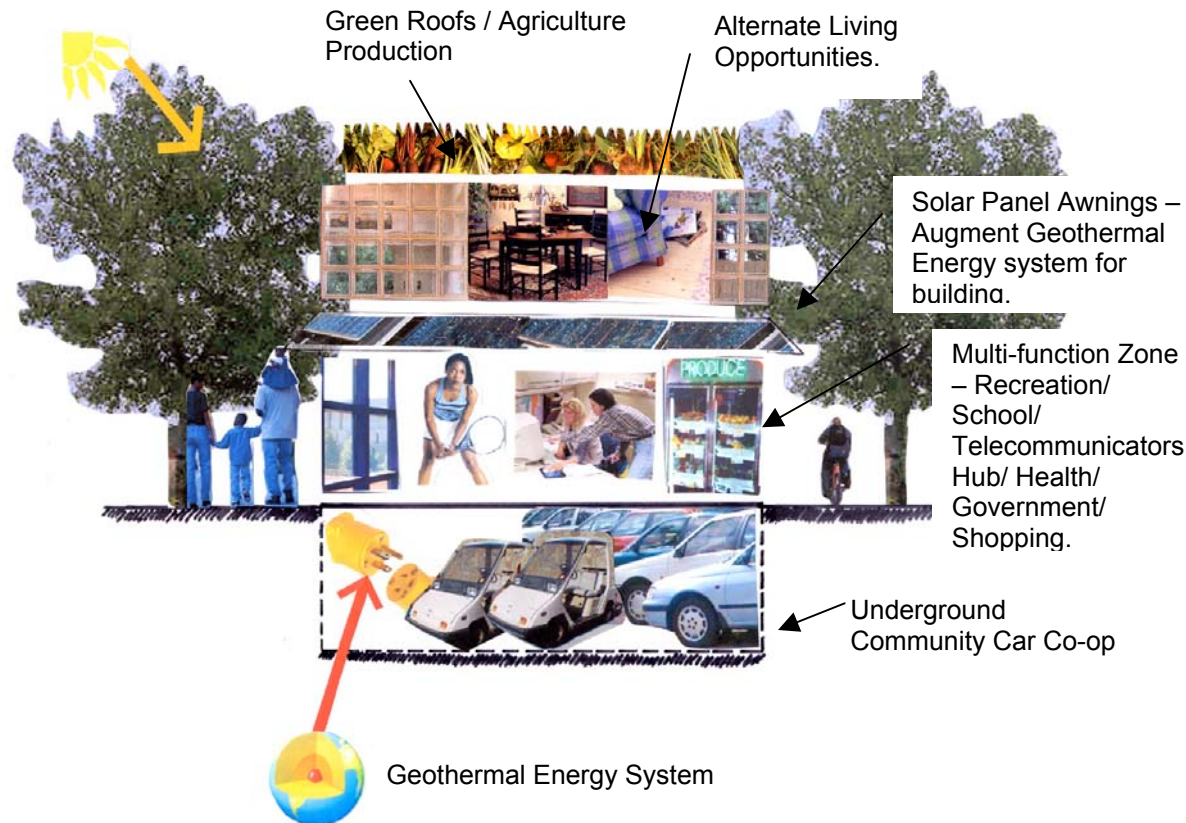 Green Roofs / Agriculture
Production
Alternate Living
Opportunities.
Solar Panel Awnings –
Augment Geothermal
Energy system for
building.
PRODUCE
Multi-function Zone
– Recreation/
School/
Telecommunicators
Hub/ Health/
Government/
Shopping.
Underground
Community Car Co-op
Geothermal Energy System